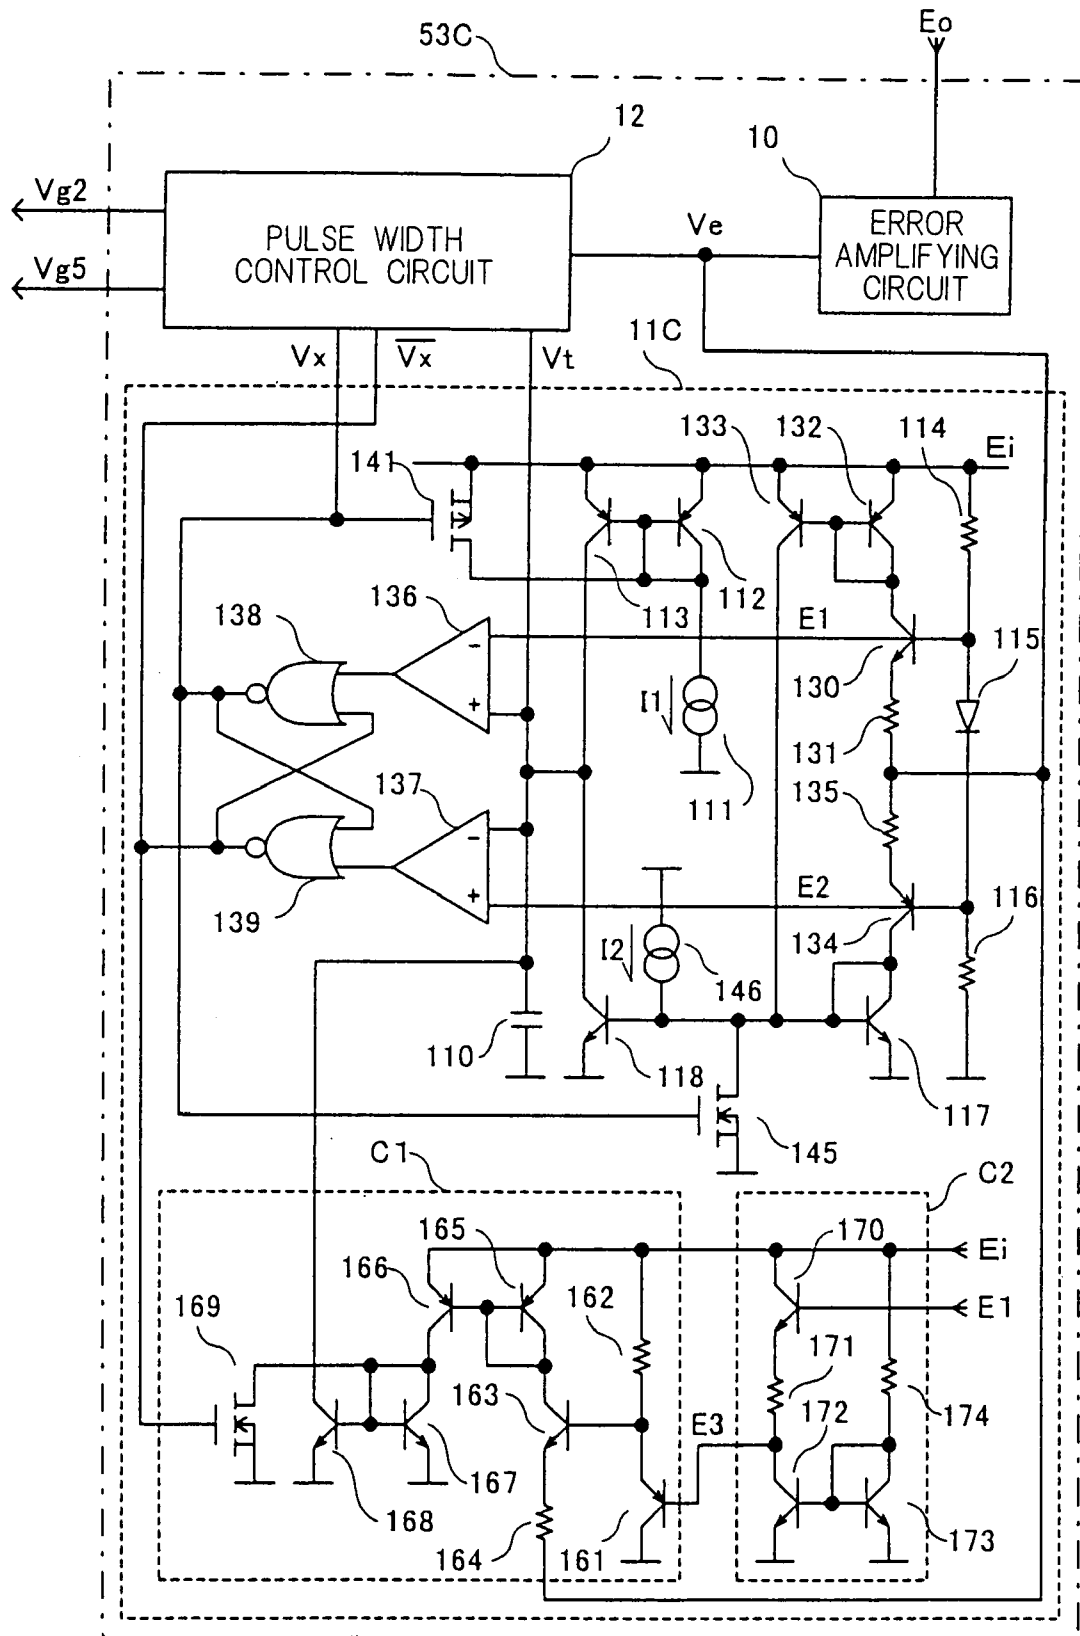 53C
Eo
12
10
Vg2
Vg5
PULSE WIDTH
CONTROL CIRCUIT
Ve
ERROR
AMPLIFYING
CIRCUIT
11C
Vx
Vx
Vt
133
132
114
Ei
141
113
112
136
138
E1
115
130
I1
131
137
111
135
139
E2
116
134
I2
146
110
118
117
145
C1
C2
165
170
Ei
166
162
169
E1
171
163
172
174
E3
167
168
164
161
173